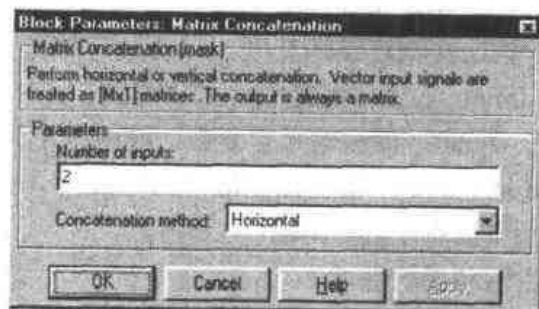 Block Parameters: Matrix Concatenation
Matrix Concatenation (mask)
Perform horizontal or vertical concatenation. Vector input signals are
treated as [Mx1] matrices. The output is always a matrix.
Parameters
Number of inputs:
2
Concatenation method: Horizontal
OK Cancel Help Apply